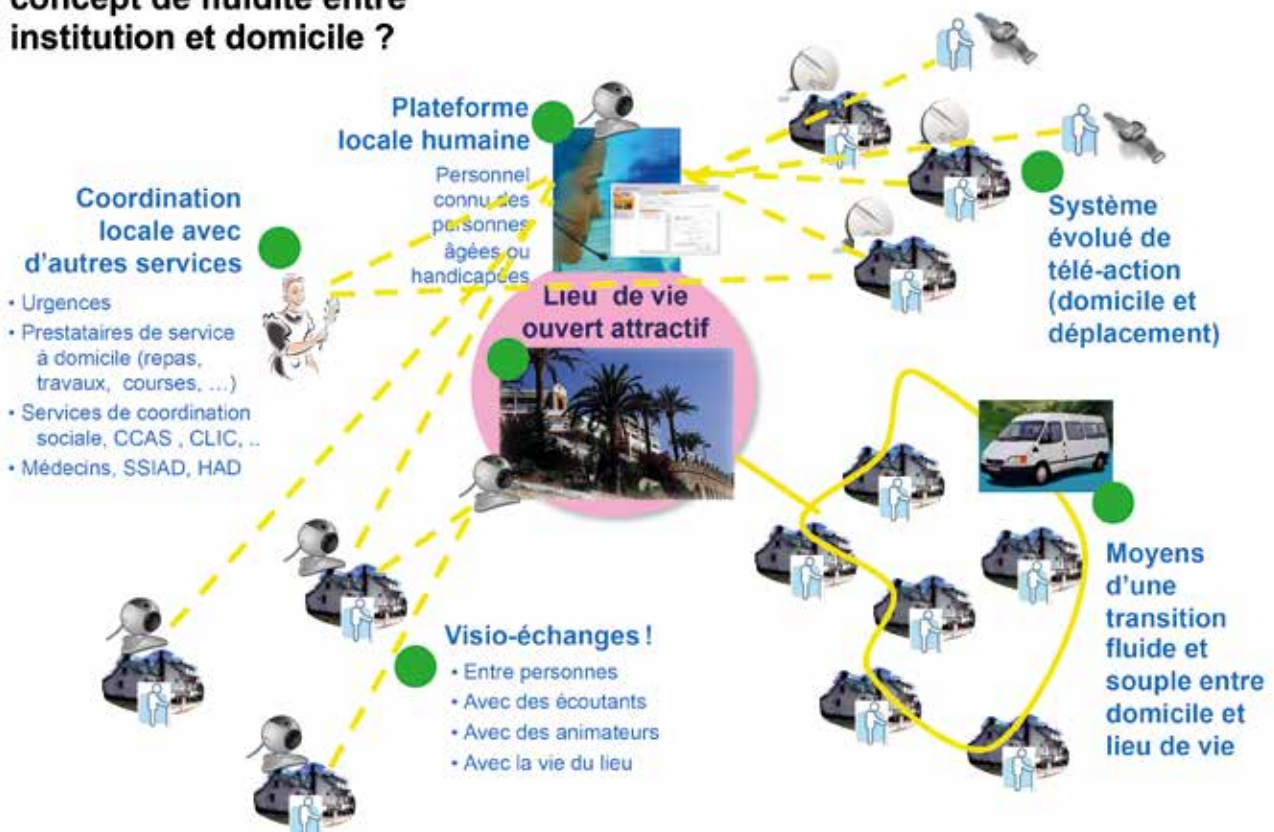 concept de fluidité entre
institution et domicile ?
Plateforme
locale humaine
Personnel
connu des
personnes
âgées ou
handicapées
Coordination
locale avec
d'autres services
• Urgences
• Prestataires de service
à domicile (repas,
travaux, courses, ...)
• Services de coordination
sociale, CCAS , CLIC, ..
• Médecins, SSIAD, HAD
Lieu de vie
ouvert attractif
Système
évolué de
télé-action
(domicile et
déplacement)
Visio-échanges !
• Entre personnes
• Avec des écoutants
• Avec des animateurs
• Avec la vie du lieu
Moyens
d'une
transition
fluide et
souple entre
domicile et
lieu de vie